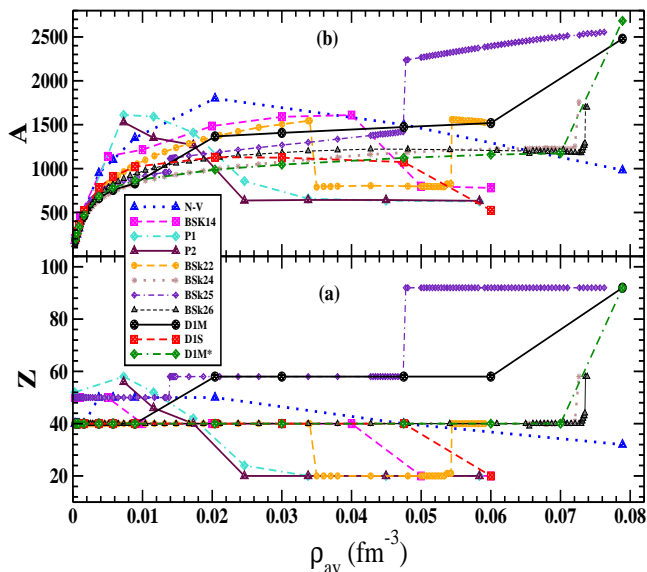 (b)
2500
2000
1500
1000
500
A
N-V
BSK14
P1
P2
BSk22
BSk24
BSk25
BSk26
D1M
D1S
D1M*
(a)
100
80
60
40
20
Z
0 0.01 0.02 0.03 0.04 0.05 0.06 0.07 0.08
ρav (fm-3)